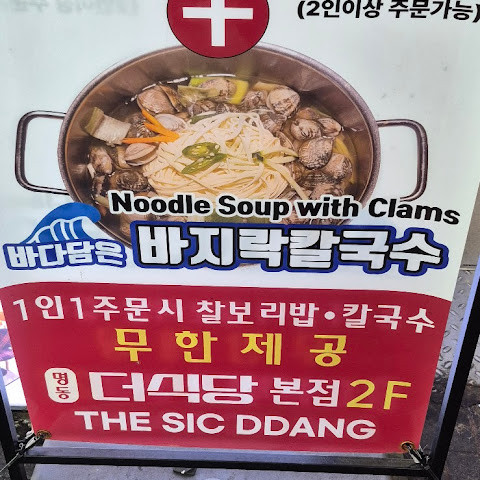 (2인이상 주문가능)
Noodle Soup with Clams
바다담은 바지락칼국수
1인1주문시 찰보리밥•칼국수
무한제공
명동 더식당 본점 2F
THE SIC DDANG